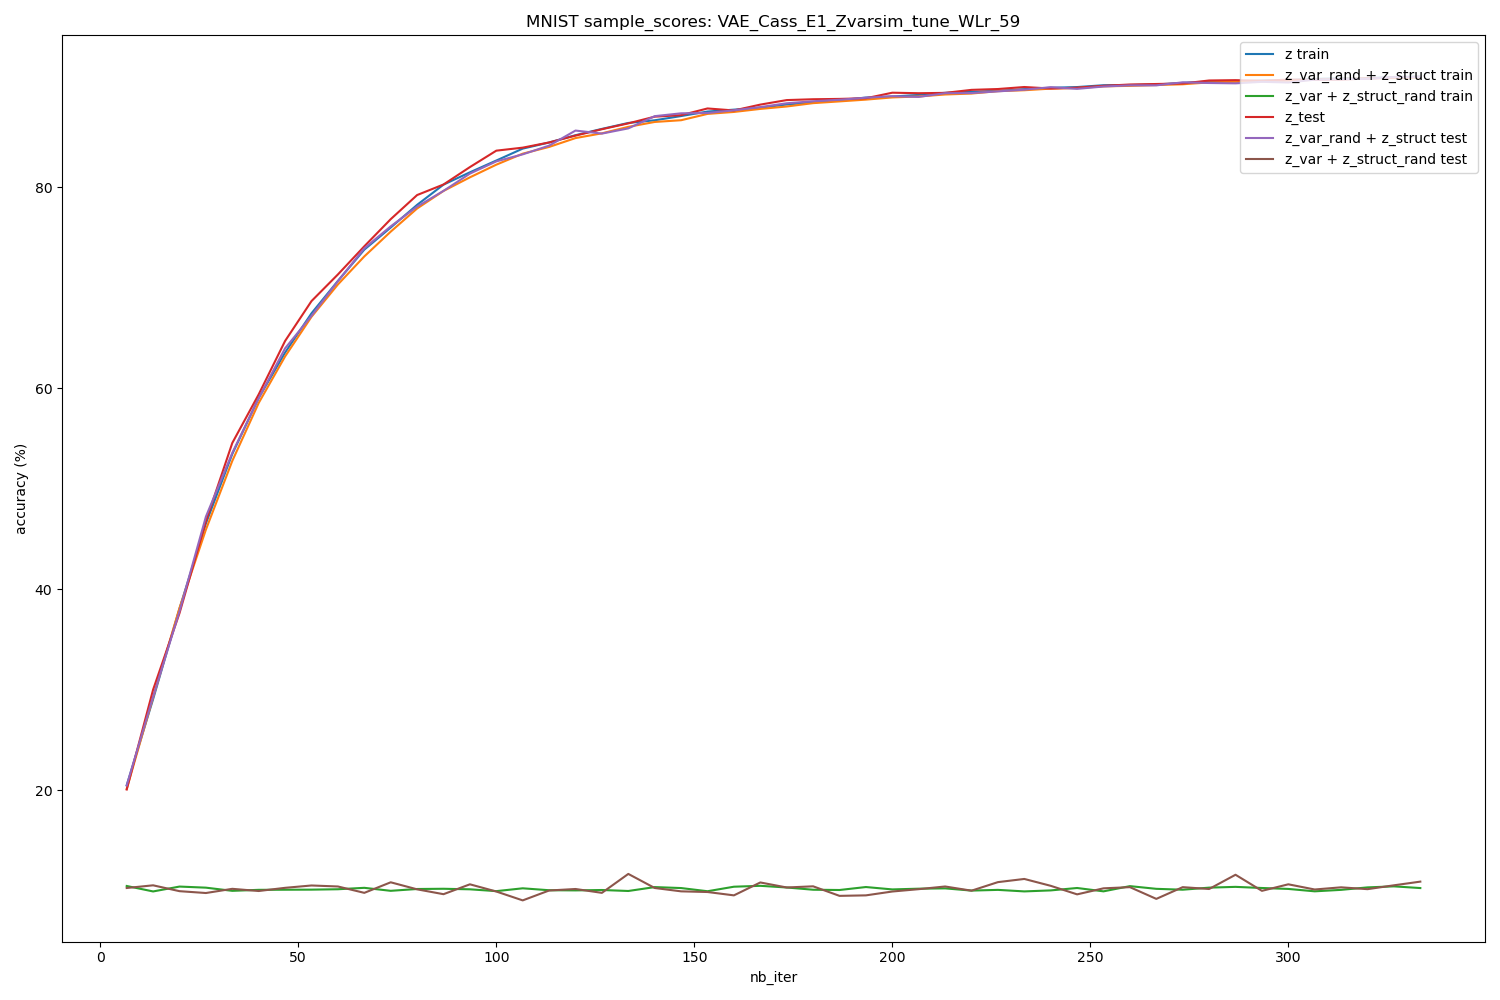 MNIST sample_scores: VAE_Cass_E1_Zvarsim_tune_WLr_59
z train
z_var_rand + z_struct train
z_var + z_struct_rand train
z_test
z_var_rand + z_struct test
z_var + z_struct_rand test
accuracy (%)
80
60
40
20
0
50
100
150
200
250
300
nb_iter